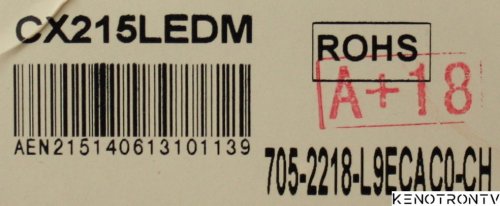 CX215LEDM
ROHS
A+18
AEN215140613101139
705-2218-L9ECAC0-CH
KENOTRONTV